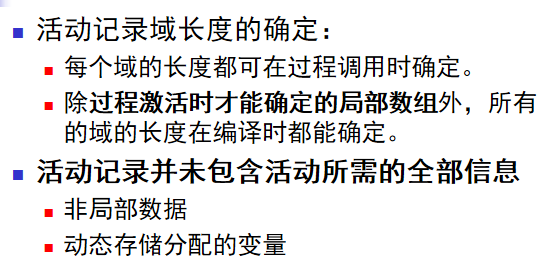 活动记录域长度的确定：
每个域的长度都可在过程调用时确定。
除过程激活时才能确定的局部数组外，所有
的域的长度在编译时都能确定。
活动记录并未包含活动所需的全部信息
非局部数据
动态存储分配的变量